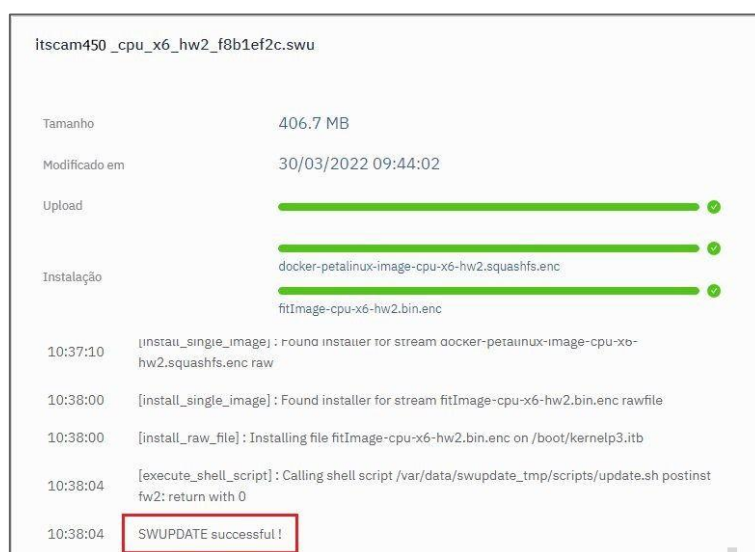 itscam450 _cpu_x6_hw2_f8b1ef2c.swu
Tamanho 406.7 MB
Modificado em 30/03/2022 09:44:02
Upload
docker-petalinux-image-cpu-x6-hw2.squashfs.enc
Instalação
fitImage-cpu-x6-hw2.bin.enc
[install_single_image] : Found installer for stream docker-petalinux-image-cpu-x6-
10:37:10
hw2.squashfs.enc raw
10:38:00 [install_single_image] : Found installer for stream fitImage-cpu-x6-hw2.bin.enc rawfile
10:38:00 [install_raw_file] : Installing file fitImage-cpu-x6-hw2.bin.enc on /boot/kernelp3.itb
[execute_shell_script] : Calling shell script /var/data/swupdate_tmp/scripts/update.sh postinst
10:38:04
fw2: return with 0
10:38:04 SWUPDATE successful !